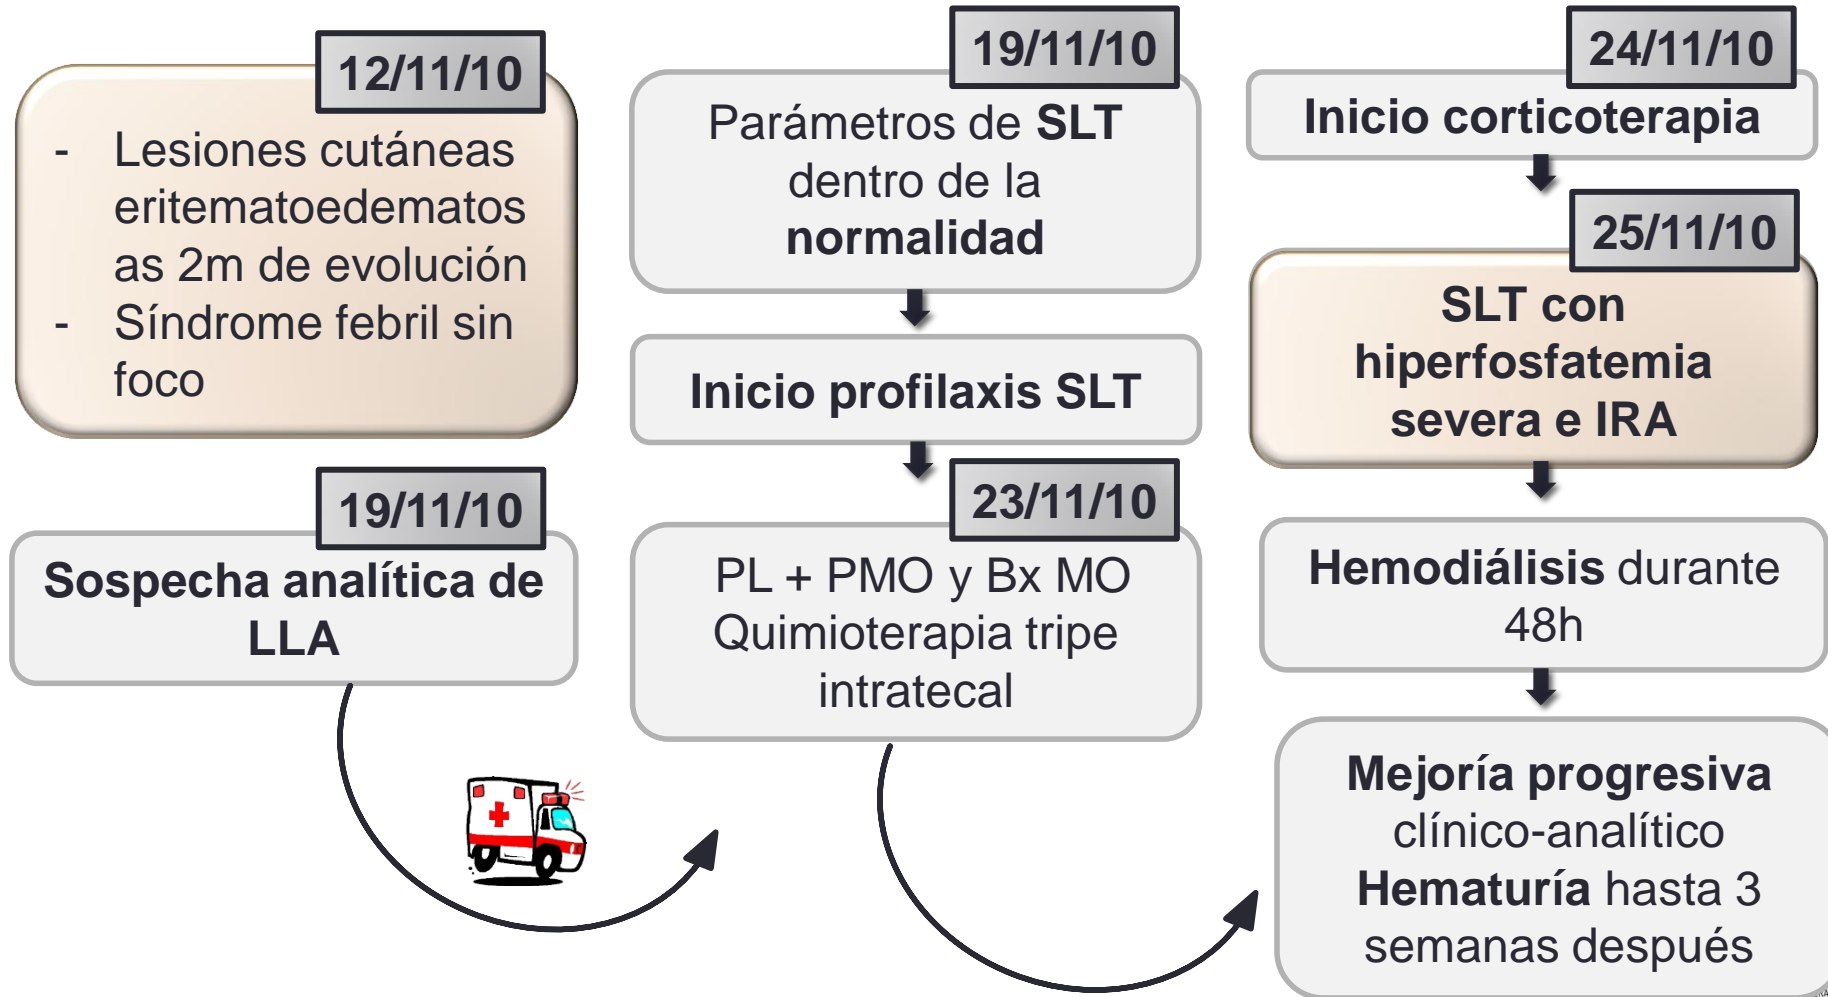 12/11/10
- Lesiones cutáneas
eritematoedematos
as 2m de evolución
- Síndrome febril sin
foco
19/11/10
Sospecha analítica de
LLA
19/11/10
Parámetros de SLT
dentro de la
normalidad
Inicio profilaxis SLT
23/11/10
PL + PMO y Bx MO
Quimioterapia tripe
intratecal
24/11/10
Inicio corticoterapia
25/11/10
SLT con
hiperfosfatemia
severa e IRA
Hemodiálisis durante
48h
Mejoría progresiva
clínico-analítico
Hematuría hasta 3
semanas después